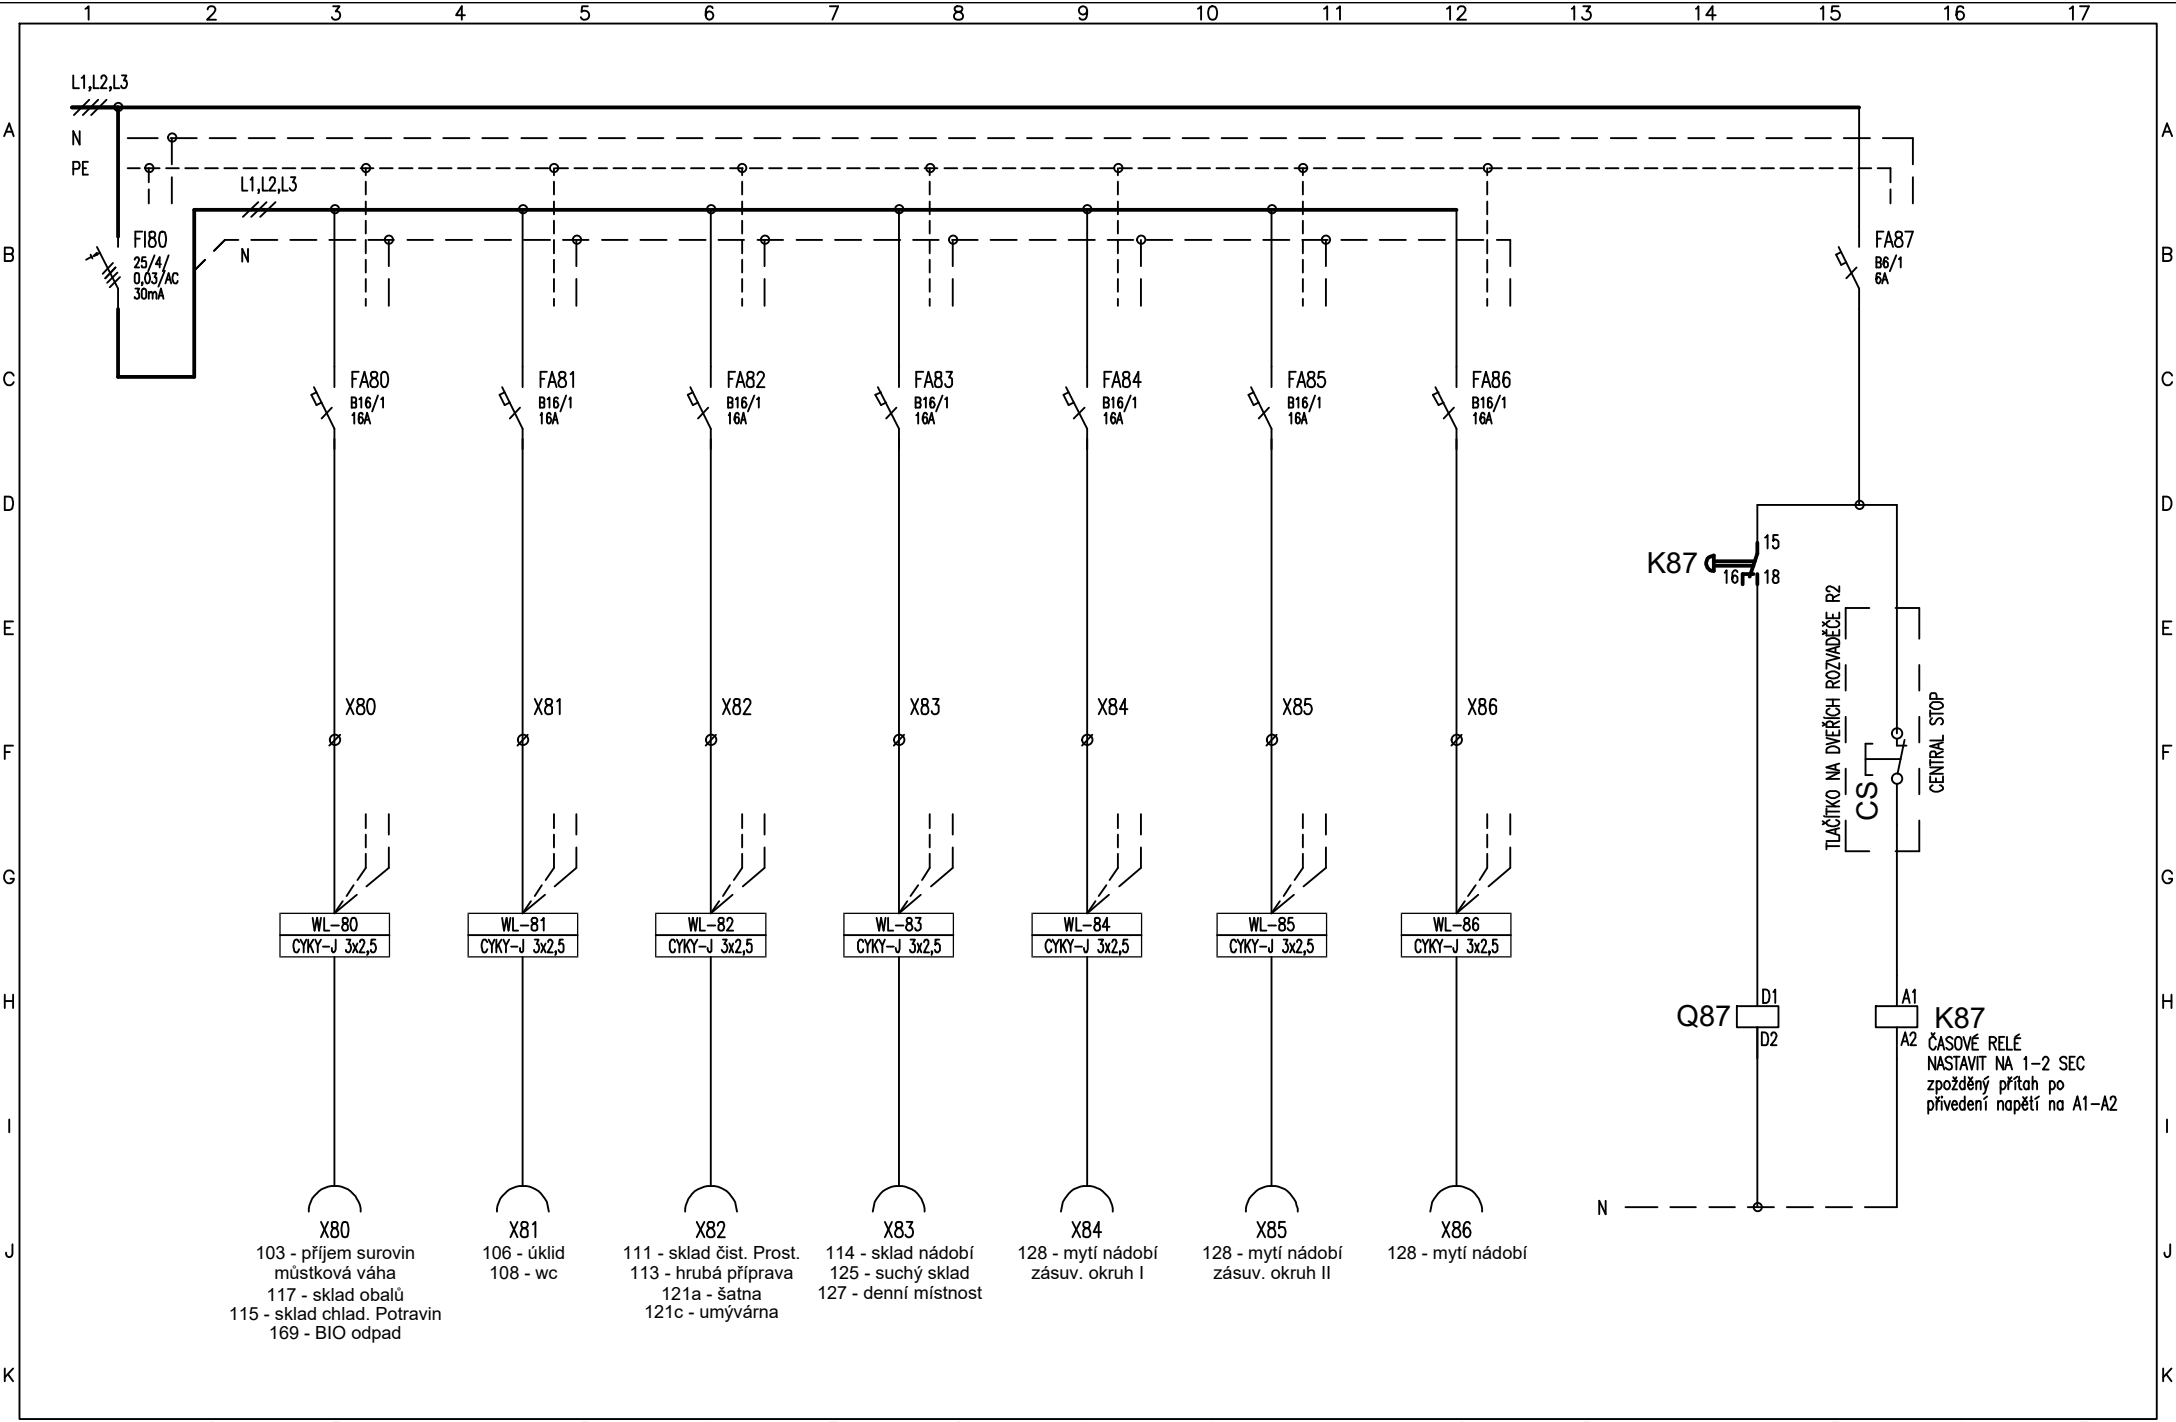 1 2 3 4 5 6 7 8 9 10 11 12 13 14 15 16 17
L1,L2,L3
A N A
PE
L1,L2,L3
B N B
FI80
25/4/
0,03/AC
30mA
FA87
B6/1
6A
C C
FA80 FA81 FA82 FA83 FA84 FA85 FA86
B16/1 B16/1 B16/1 B16/1 B16/1 B16/1 B16/1
16A 16A 16A 16A 16A 16A 16A
D D
15
K87
16 18
E E
TLAČÍTKO NA DVEŘÍCH ROZVADĚČE R2
CENTRAL STOP
CS
X80 X81 X82 X83 X84 X85 X86
F F
G G
WL-80 WL-81 WL-82 WL-83 WL-84 WL-85 WL-86
CYKY-J 3x2,5 CYKY-J 3x2,5 CYKY-J 3x2,5 CYKY-J 3x2,5 CYKY-J 3x2,5 CYKY-J 3x2,5 CYKY-J 3x2,5
H H
D1 A1
Q87 K87
D2 A2
ČASOVÉ RELÉ
NASTAVIT NA 1-2 SEC
zpožděný přítah po
přivedení napětí na A1-A2
I I
N
J J
X80
103 - příjem surovin
můstková váha
117 - sklad obalů
115 - sklad chlad. Potravin
169 - BIO odpad
X81
106 - úklid
108 - wc
X82
111 - sklad čist. Prost.
113 - hrubá příprava
121a - šatna
121c - umývárna
X83
114 - sklad nádobí
125 - suchý sklad
127 - denní místnost
X84
128 - mytí nádobí
zásuv. okruh I
X85
128 - mytí nádobí
zásuv. okruh II
X86
128 - mytí nádobí
K K